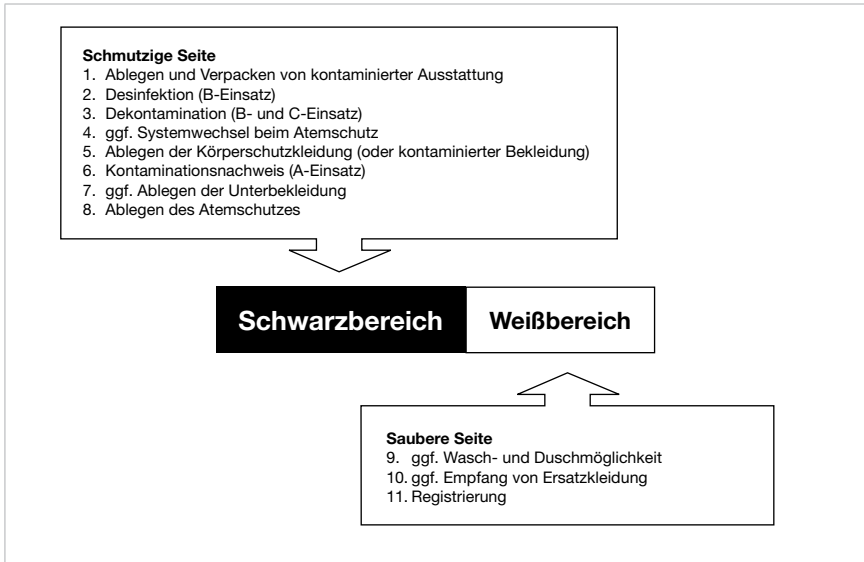 Schmutzige Seite
1. Ablegen und Verpacken von kontaminierter Ausstattung
2. Desinfektion (B-Einsatz)
3. Dekontamination (B- und C-Einsatz)
4. ggf. Systemwechsel beim Atemschutz
5. Ablegen der Körperschutzkleidung (oder kontaminierter Bekleidung)
6. Kontaminationsnachweis (A-Einsatz)
7. ggf. Ablegen der Unterbekleidung
8. Ablegen des Atemschutzes
Schwarzbereich
Weißbereich
Saubere Seite
9. ggf. Wasch- und Duschmöglichkeit
10. ggf. Empfang von Ersatzkleidung
11. Registrierung